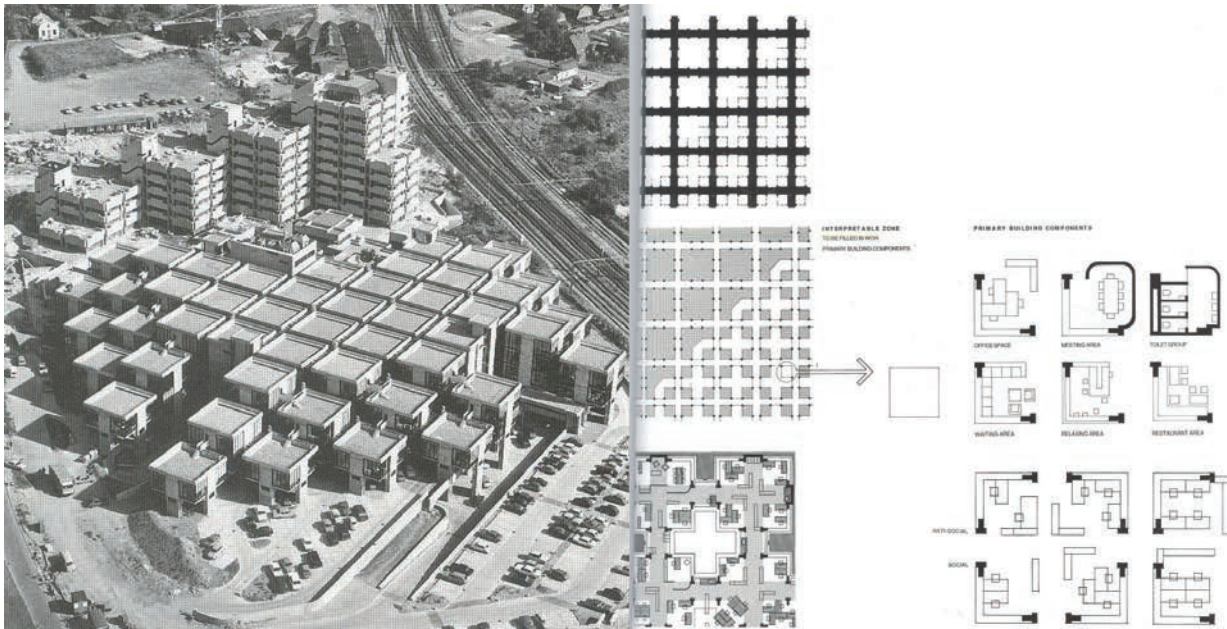 INTERPRETABLE ZONE
TO BE FILLED IN WITH
PRIMARY BUILDING COMPONENTS
PRIMARY BUILDING COMPONENTS
OFFICE SPACE
MEETING AREA
TOILET GROUP
WAITING AREA
RELAXING AREA
RESTAURANT AREA
ANTI-SOCIAL
SOCIAL